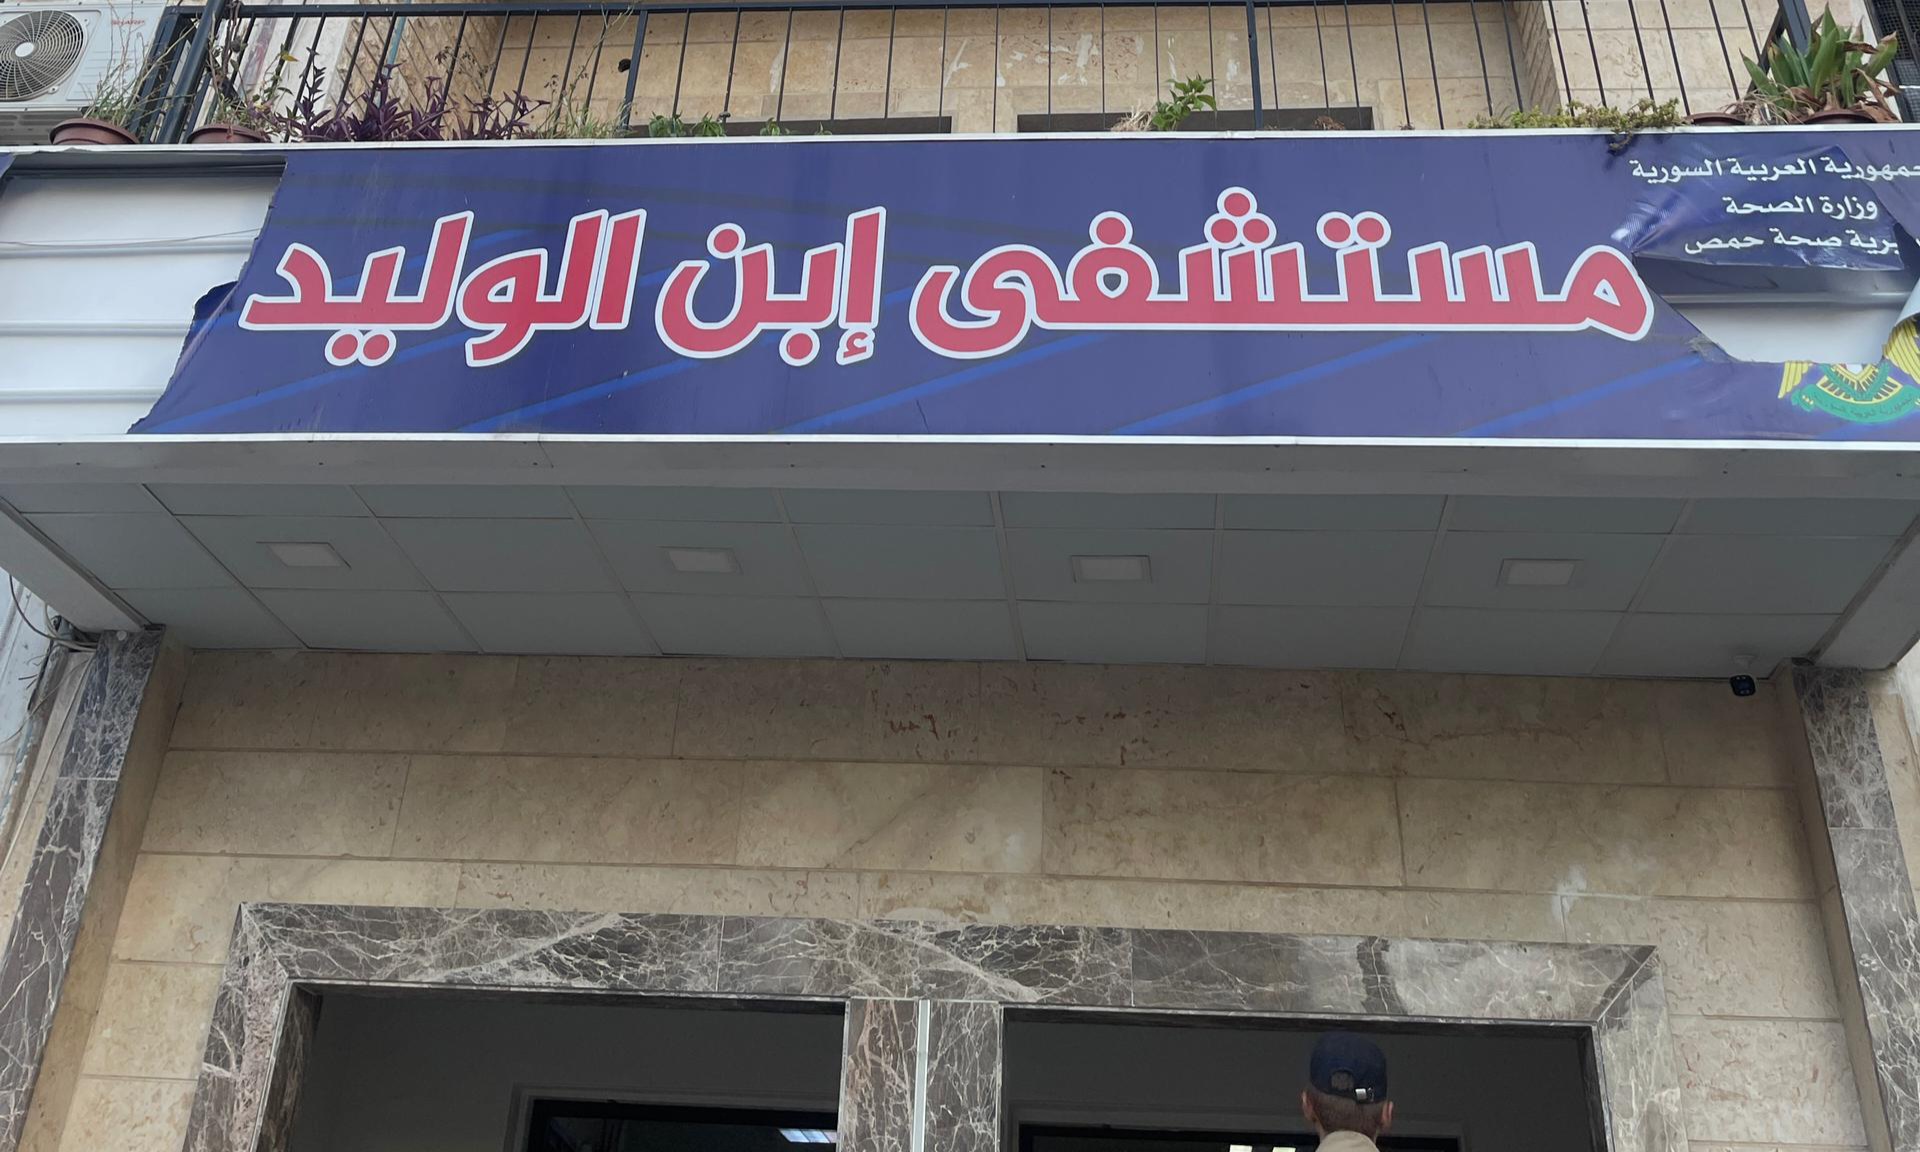 الجمهورية العربية السورية
وزارة الصحة
مديرية صحة حمص
مستشفى إبن الوليد